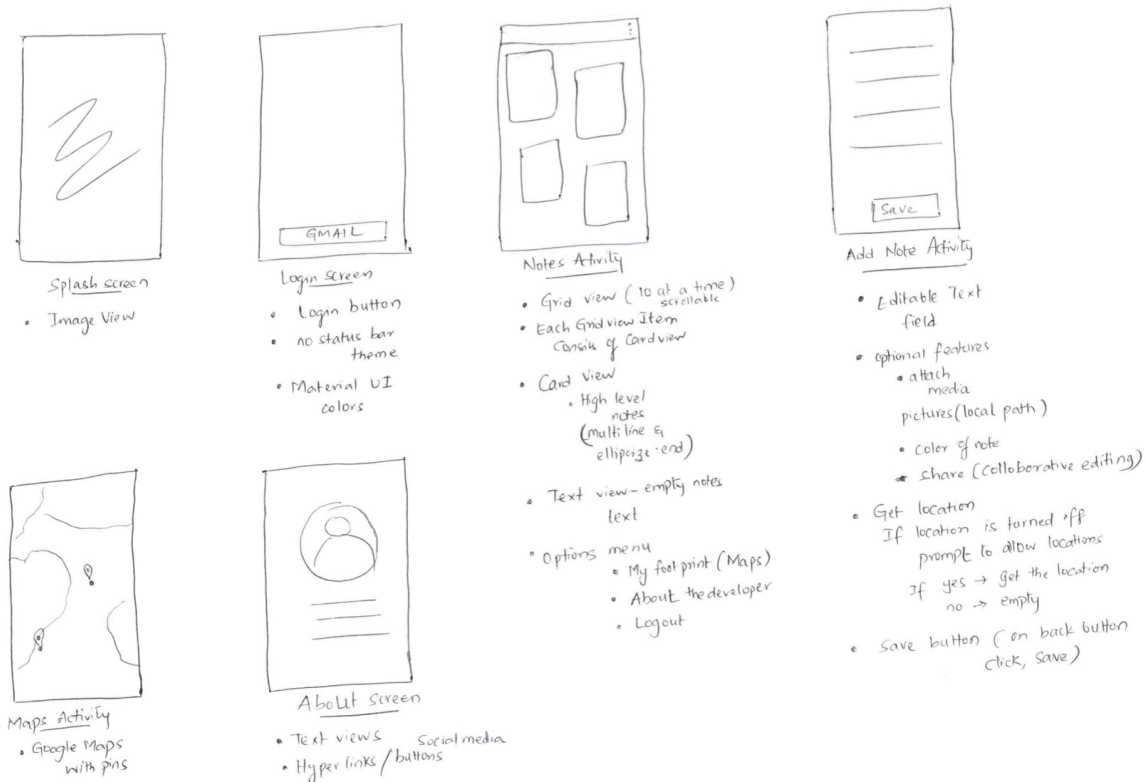 Splash screen
• Image View
GMAIL
Login screen
• Login button
• no status bar
theme
• Material UI
colors
Notes Activity
• Grid view (10 at a time)
scrollable
• Each Gridview Item
Consists of Cardview
• Card View
• High level
notes
(multiline &
ellipsize:end)
• Text view - empty notes
text
• Options menu
• My footprint (Maps)
• About the developer
• Logout
Save
Add Note Activity
• Editable Text
field
• optional features
• attach
media
pictures (local path)
• color of note
• share (collaborative editing)
• Get location
If location is turned off
prompt to allow locations
If yes → get the location
no → empty
• Save button (on back button
click, save)
Maps Activity
• Google Maps
with pins
About screen
• Text views
• Hyper links / Social media
buttons